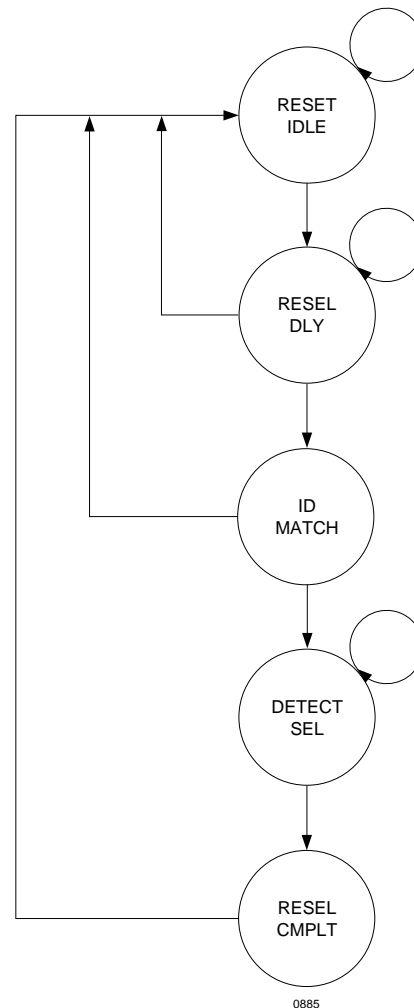 RESET
IDLE
RESEL
DLY
ID
MATCH
DETECT
SEL
RESEL
CMPLT
0885